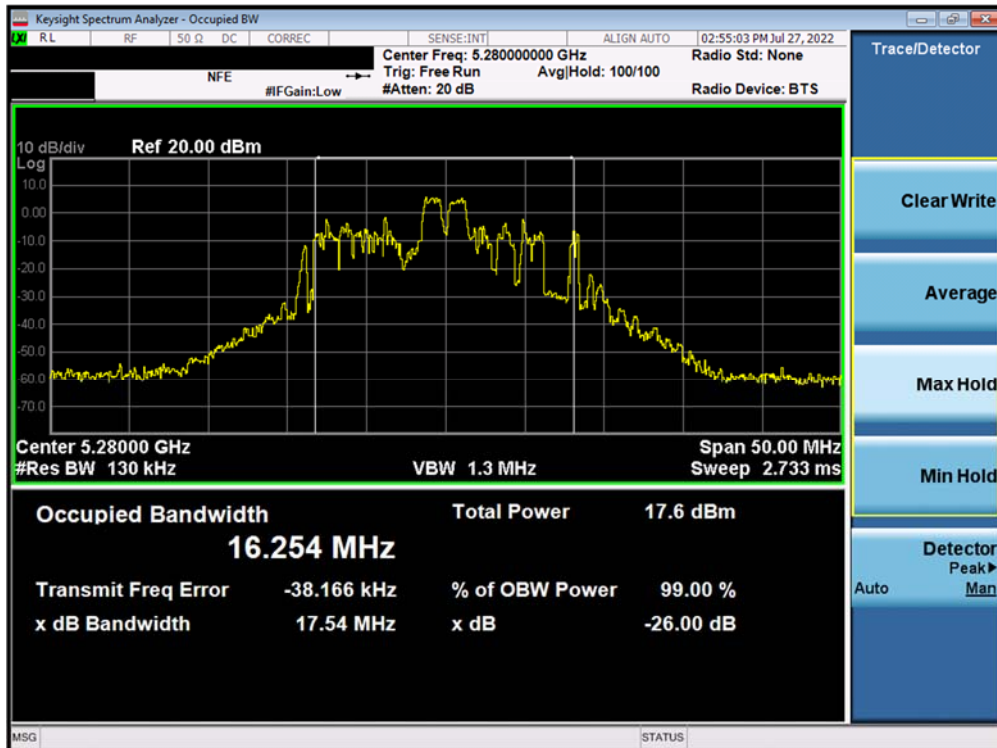 Keysight Spectrum Analyzer - Occupied BW
LXI RL RF 50 Ω DC CORREC SENSE:INT ALIGN AUTO 02:55:03 PM Jul 27, 2022
Center Freq: 5.280000000 GHz Radio Std: None
NFE Trig: Free Run Avg|Hold: 100/100
#IFGain:Low #Atten: 20 dB Radio Device: BTS
Trace/Detector
10 dB/div Ref 20.00 dBm
Log
10.0
0.00
-10.0
-20.0
-30.0
-40.0
-50.0
-60.0
-70.0
Center 5.28000 GHz Span 50.00 MHz
#Res BW 130 kHz VBW 1.3 MHz Sweep 2.733 ms
Occupied Bandwidth Total Power 17.6 dBm
16.254 MHz
Transmit Freq Error -38.166 kHz % of OBW Power 99.00 %
x dB Bandwidth 17.54 MHz x dB -26.00 dB
Clear Write
Average
Max Hold
Min Hold
Detector
Peak▶
Auto Man
MSG STATUS